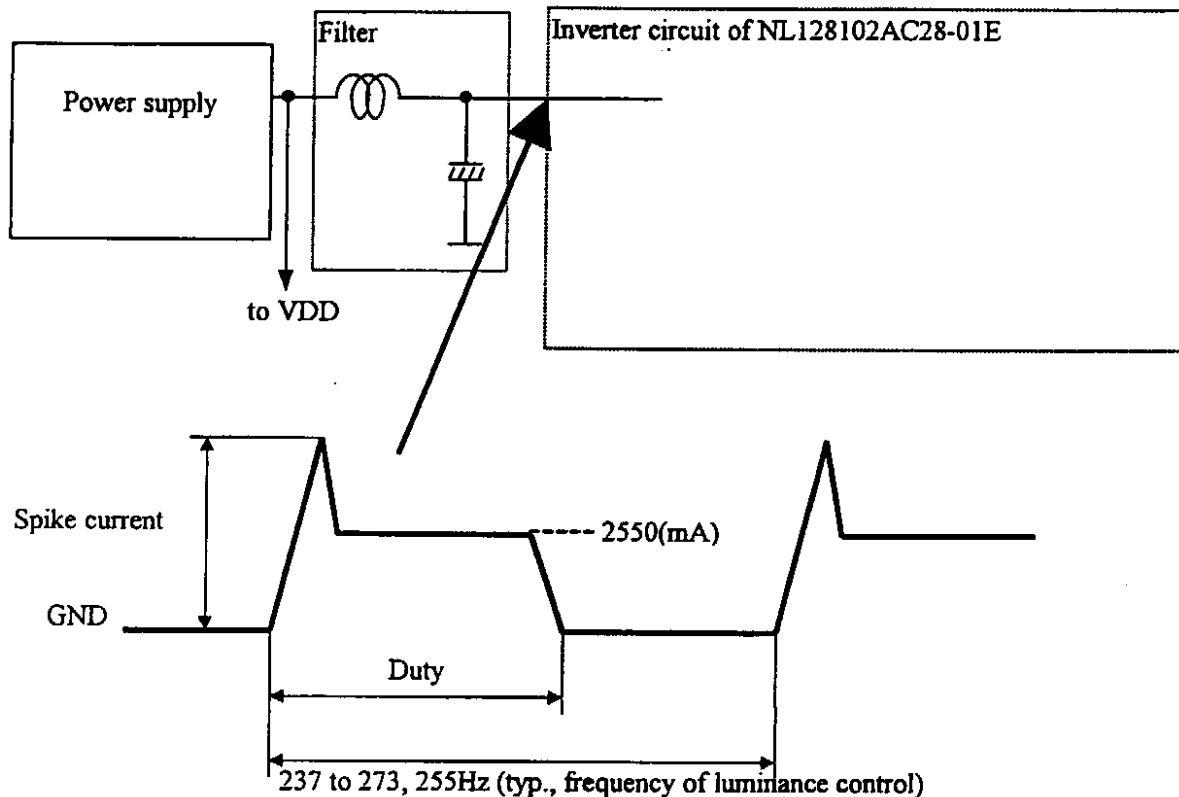 Filter
Inverter circuit of NL128102AC28-01E
Power supply
to VDD
Spike current
2550(mA)
GND
Duty
237 to 273, 255Hz (typ., frequency of luminance control)